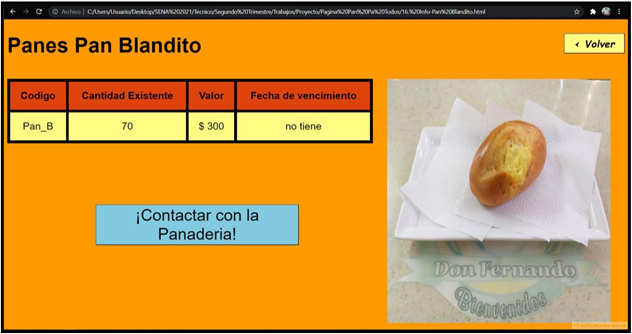 Archivo | C:/Users/Usuario/Desktop/SENA%202021/Tecnico/Segundo%20Trimestre/Trabajos/Proyecto/Pagina%20Pan%20Pa%20Todos/16.%20Info-Pan%20Blandito.html
Panes Pan Blandito
< Volver
Codigo Cantidad Existente Valor Fecha de vencimiento
Pan_B 70 $ 300 no tiene
¡Contactar con la
Panaderia!
Don Fernando
Bienvenidos